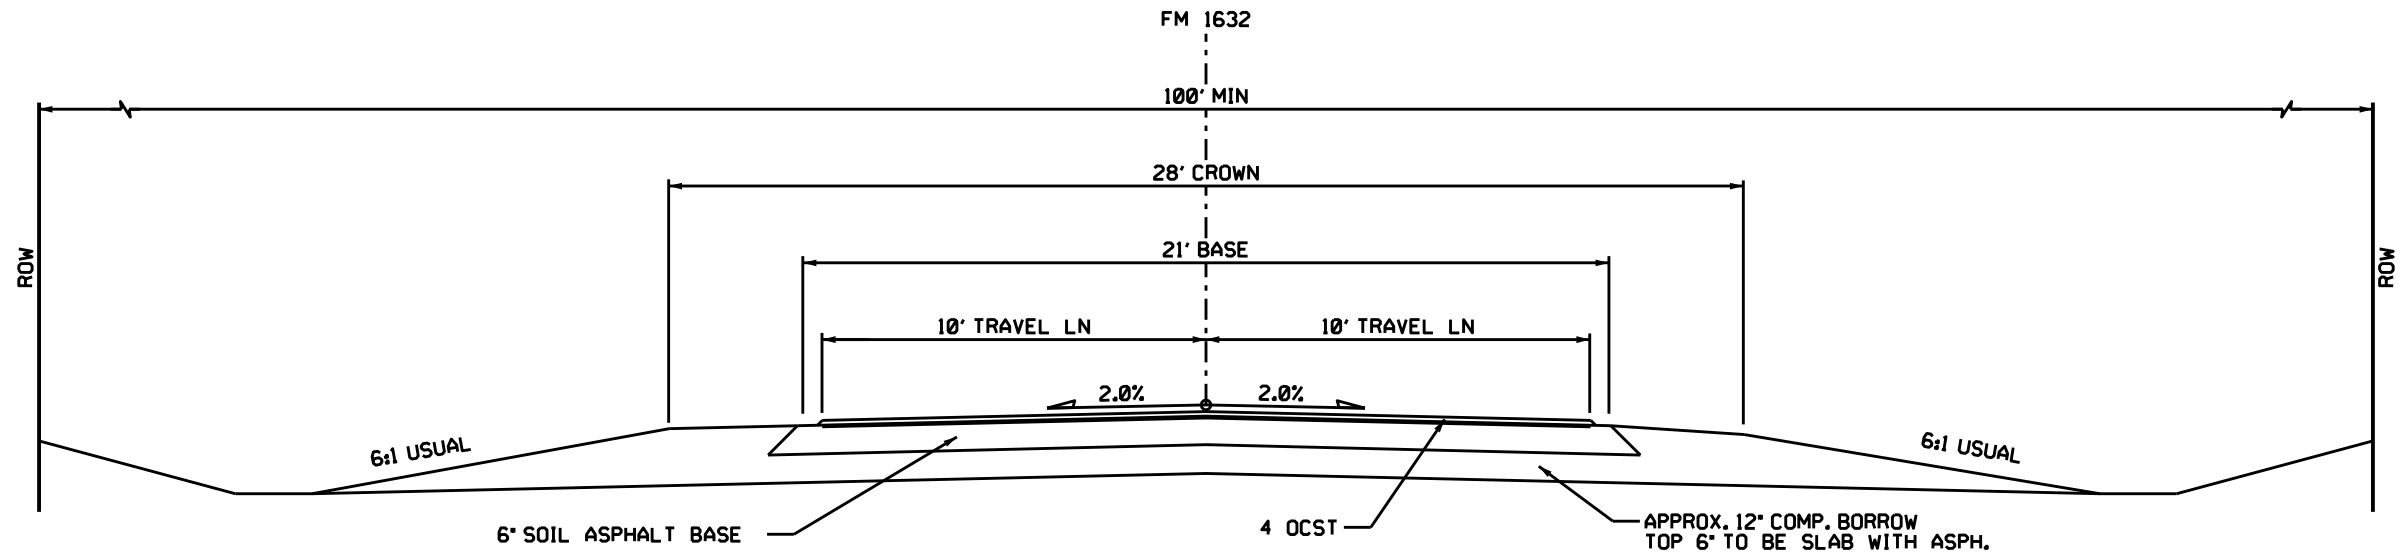 FM 1632
100' MIN
28' CROWN
ROW
ROW
21' BASE
10' TRAVEL LN
10' TRAVEL LN
2.0%
2.0%
6:1 USUAL
6:1 USUAL
6" SOIL ASPHALT BASE
4 OCST
APPROX. 12" COMP. BORROW
TOP 6" TO BE SLAB WITH ASPH.